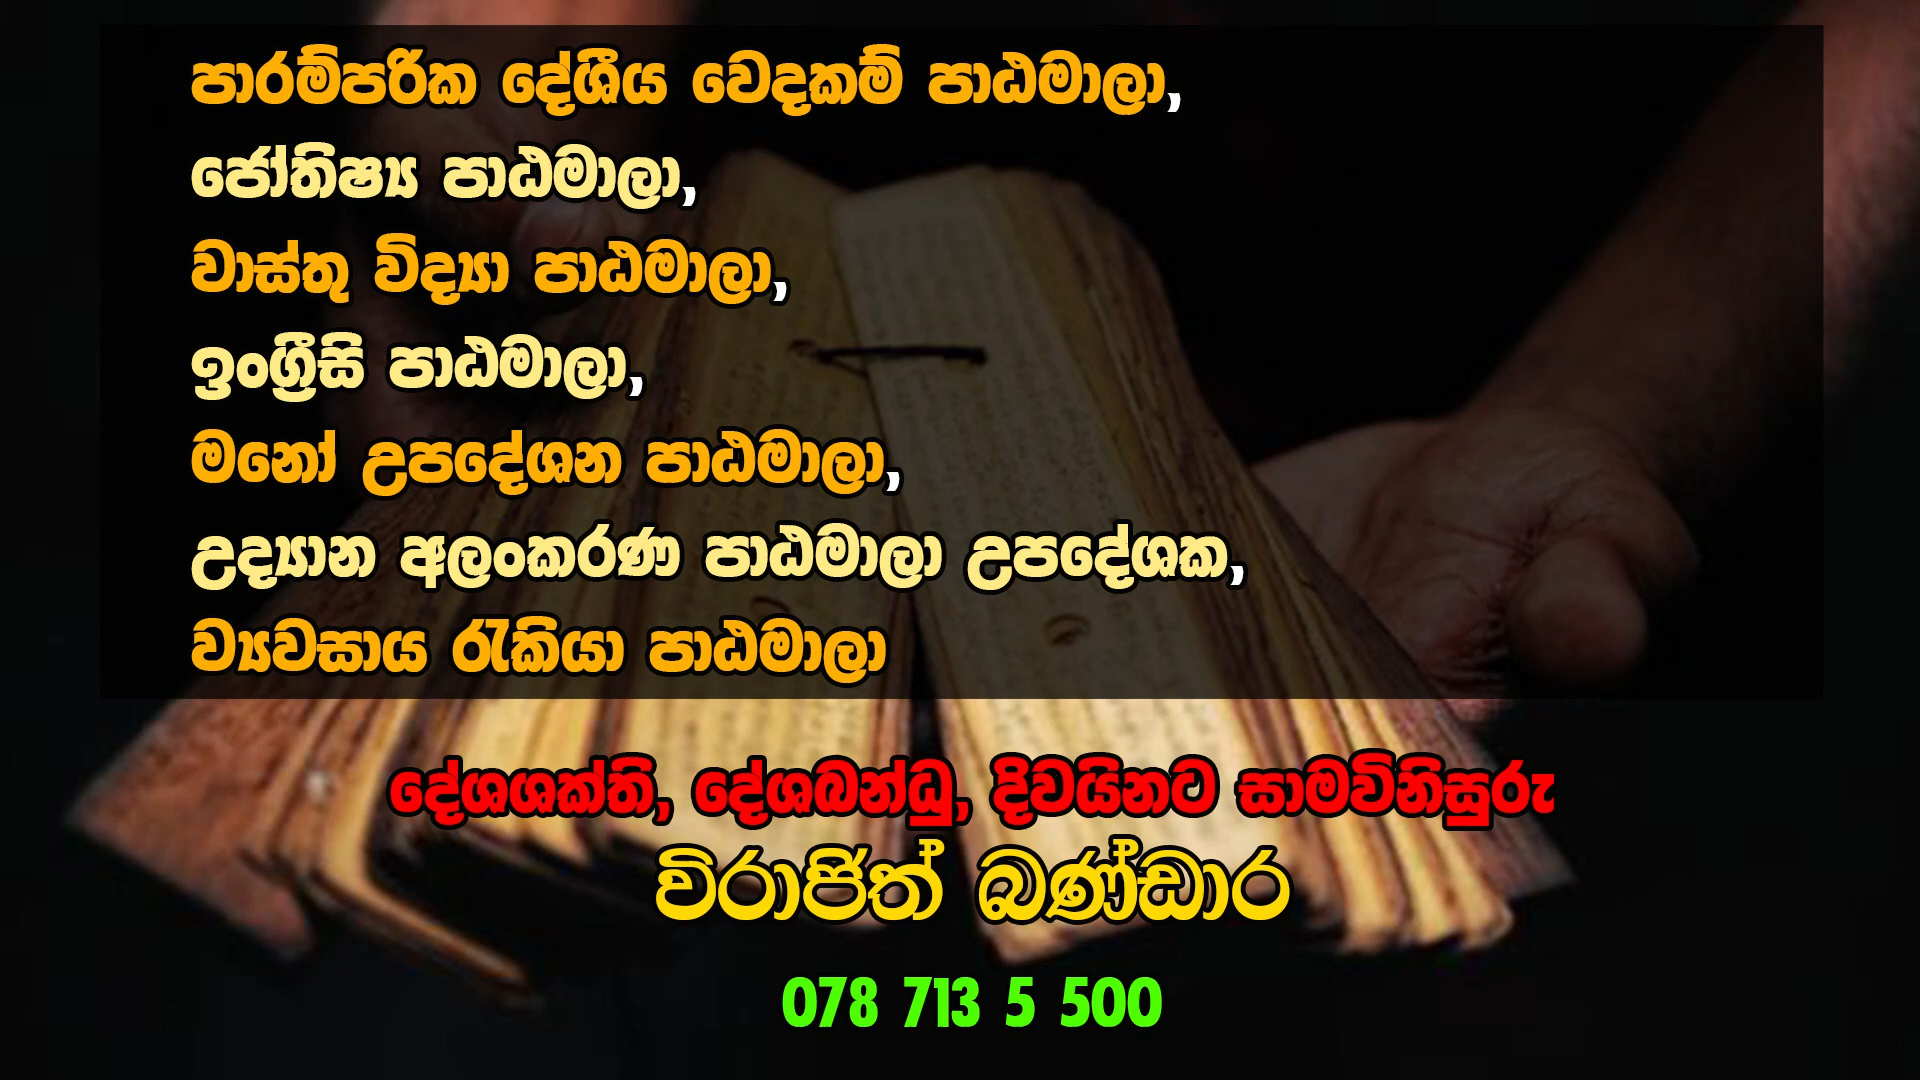 පාරම්පරික දේශීය වෙදකම් පාඨමාලා,
ජෝතිෂ්‍ය පාඨමාලා,
වාස්තු විද්‍යා පාඨමාලා,
ඉංග්‍රීසි පාඨමාලා,
මනෝ උපදේශන පාඨමාලා,
උද්‍යාන අලංකරණ පාඨමාලා උපදේශක,
ව්‍යවසාය රැකියා පාඨමාලා
දේශශක්ති, දේශබන්ධු, දිවයිනට සාමවිනිසුරු
විරාජිත් බණ්ඩාර
078 713 5 500